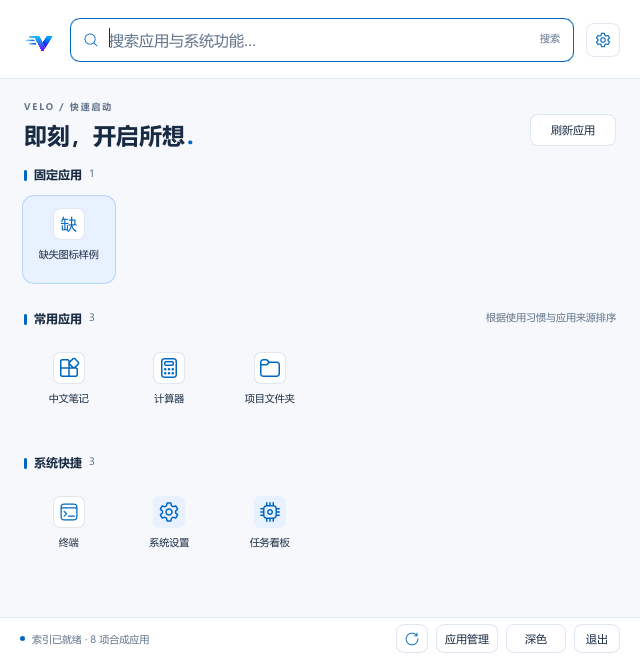 搜索应用与系统功能...
搜索
VELO / 快速启动
即刻，开启所想.
刷新应用
固定应用 1
缺
缺失图标样例
常用应用 3
根据使用习惯与应用来源排序
中文笔记
计算器
项目文件夹
系统快捷 3
终端
系统设置
任务看板
索引已就绪 · 8 项合成应用
应用管理
深色
退出